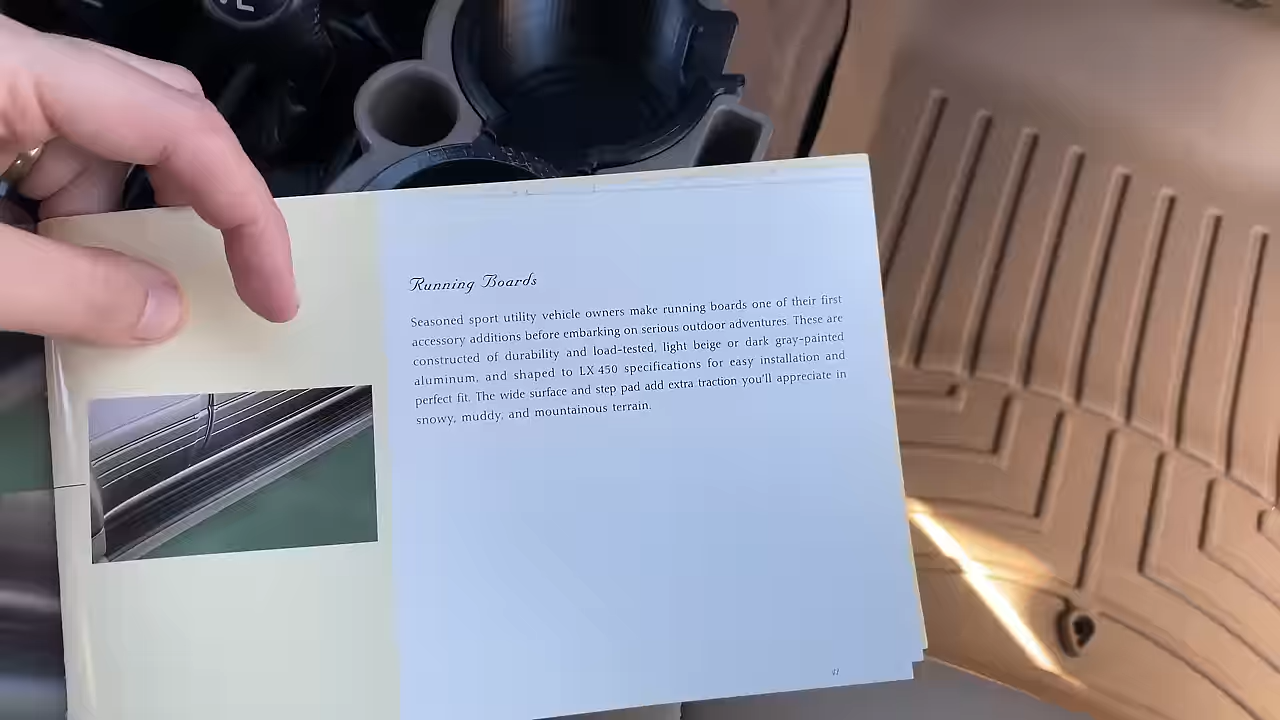 L
Running Boards
Seasoned sport utility vehicle owners make running boards one of their first
accessory additions before embarking on serious outdoor adventures. These are
constructed of durability and load-tested, light beige or dark gray-painted
aluminum, and shaped to LX 450 specifications for easy installation and
perfect fit. The wide surface and step pad add extra traction you'll appreciate in
snowy, muddy, and mountainous terrain.